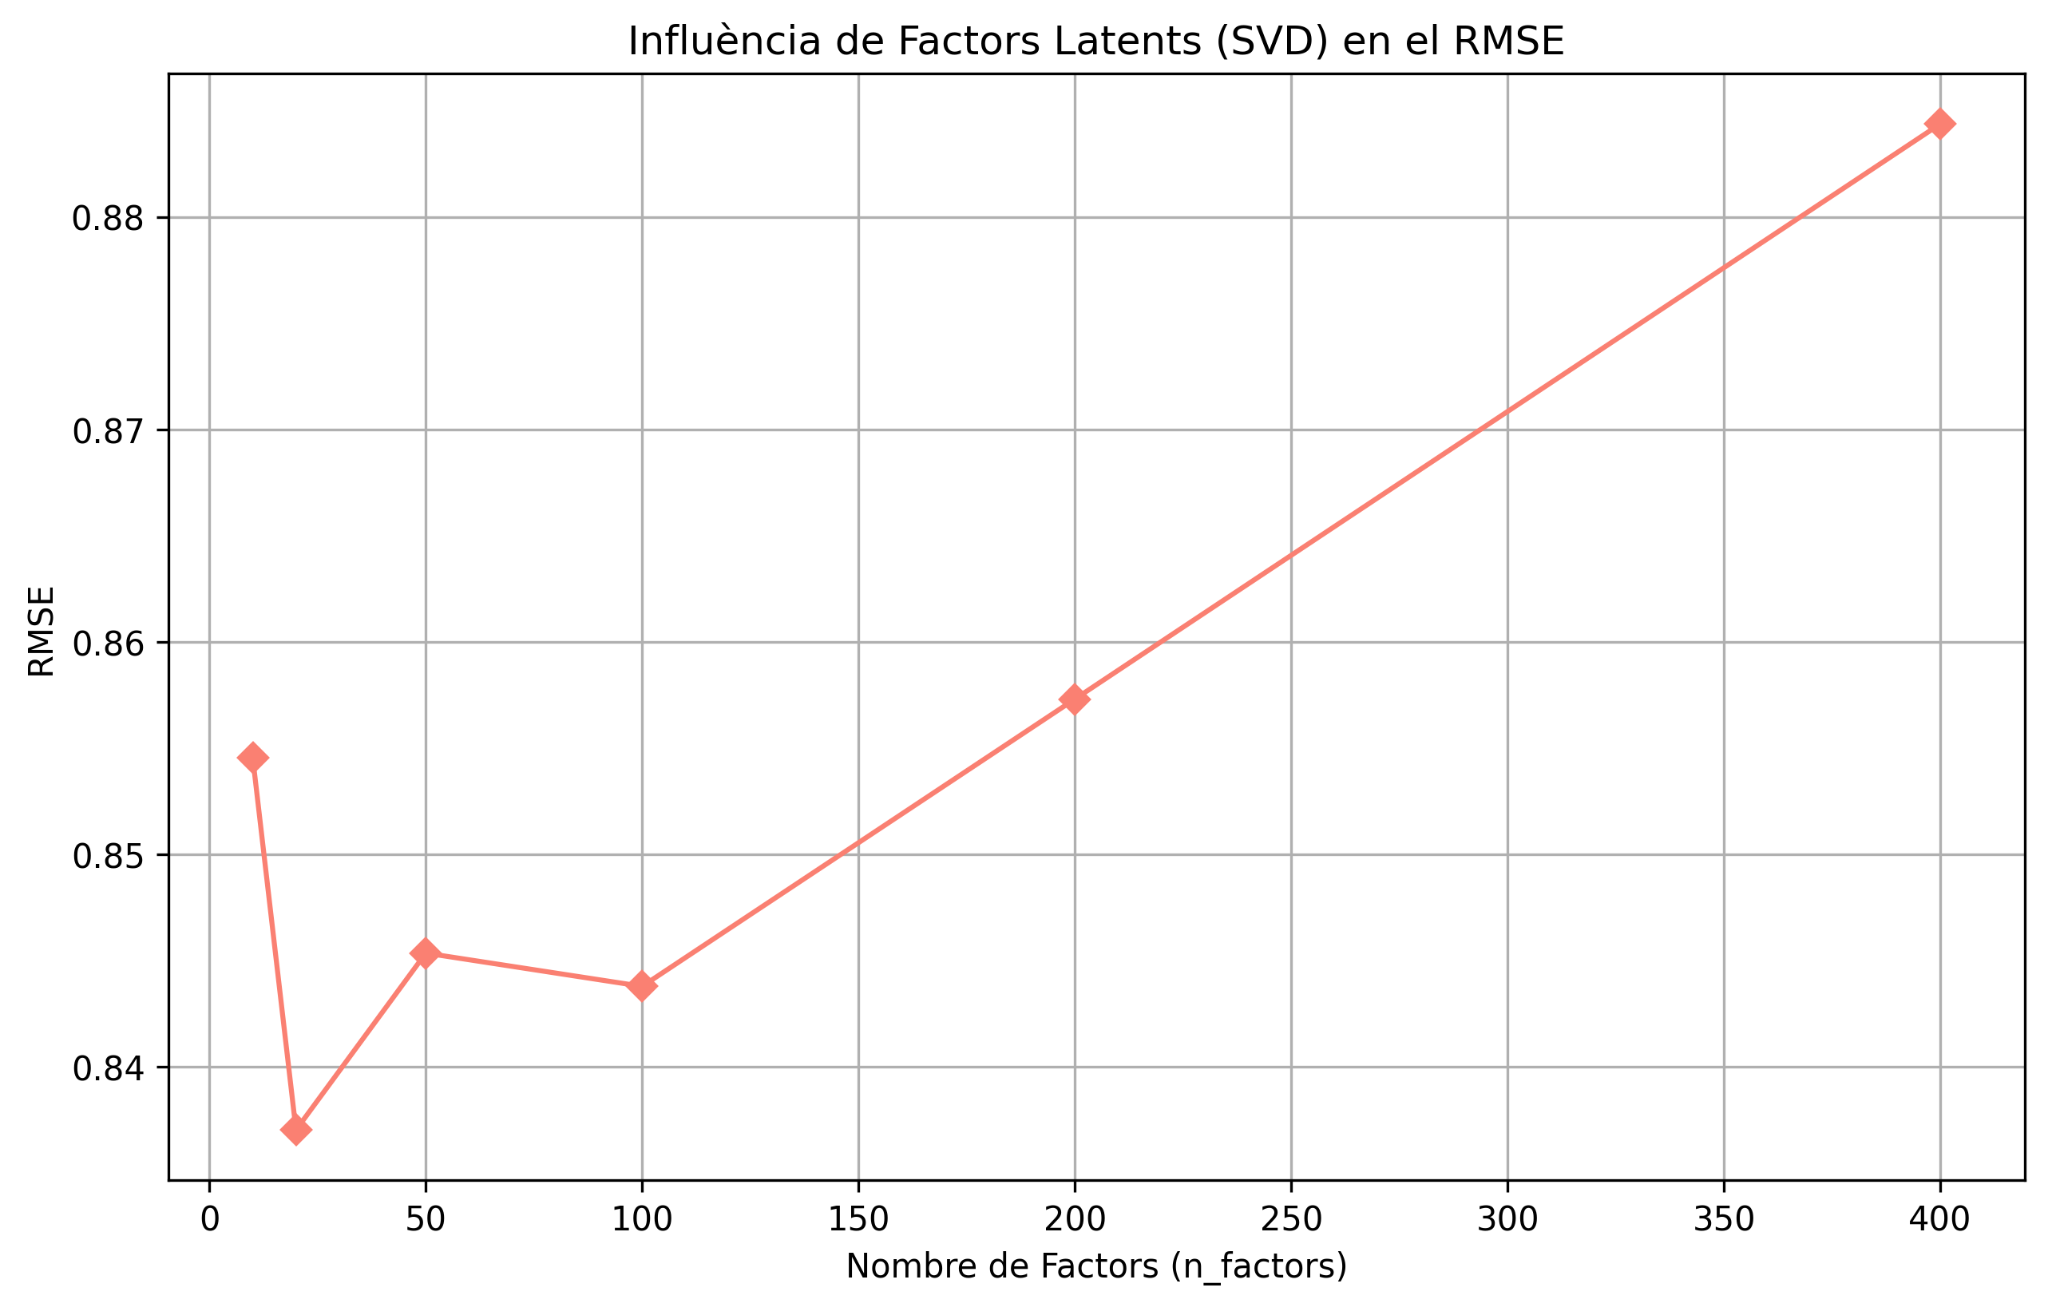 Influència de Factors Latents (SVD) en el RMSE
RMSE
0.88
0.87
0.86
0.85
0.84
0 50 100 150 200 250 300 350 400
Nombre de Factors (n_factors)